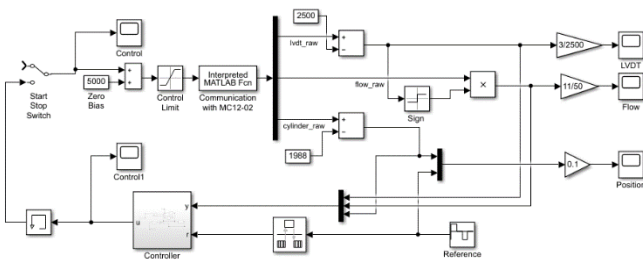 2500
lvdt_raw
+
−
3/2500
LVDT
Control
Start
Stop
Switch
5000
Zero
Bias
+
+
Control
Limit
Interpreted
MATLAB Fcn
Communication
with MC12-02
flow_raw
Sign
×
11/50
Flow
cylinder_raw
+
−
1988
0.1
Position
Control1
u
y
r
Controller
Reference